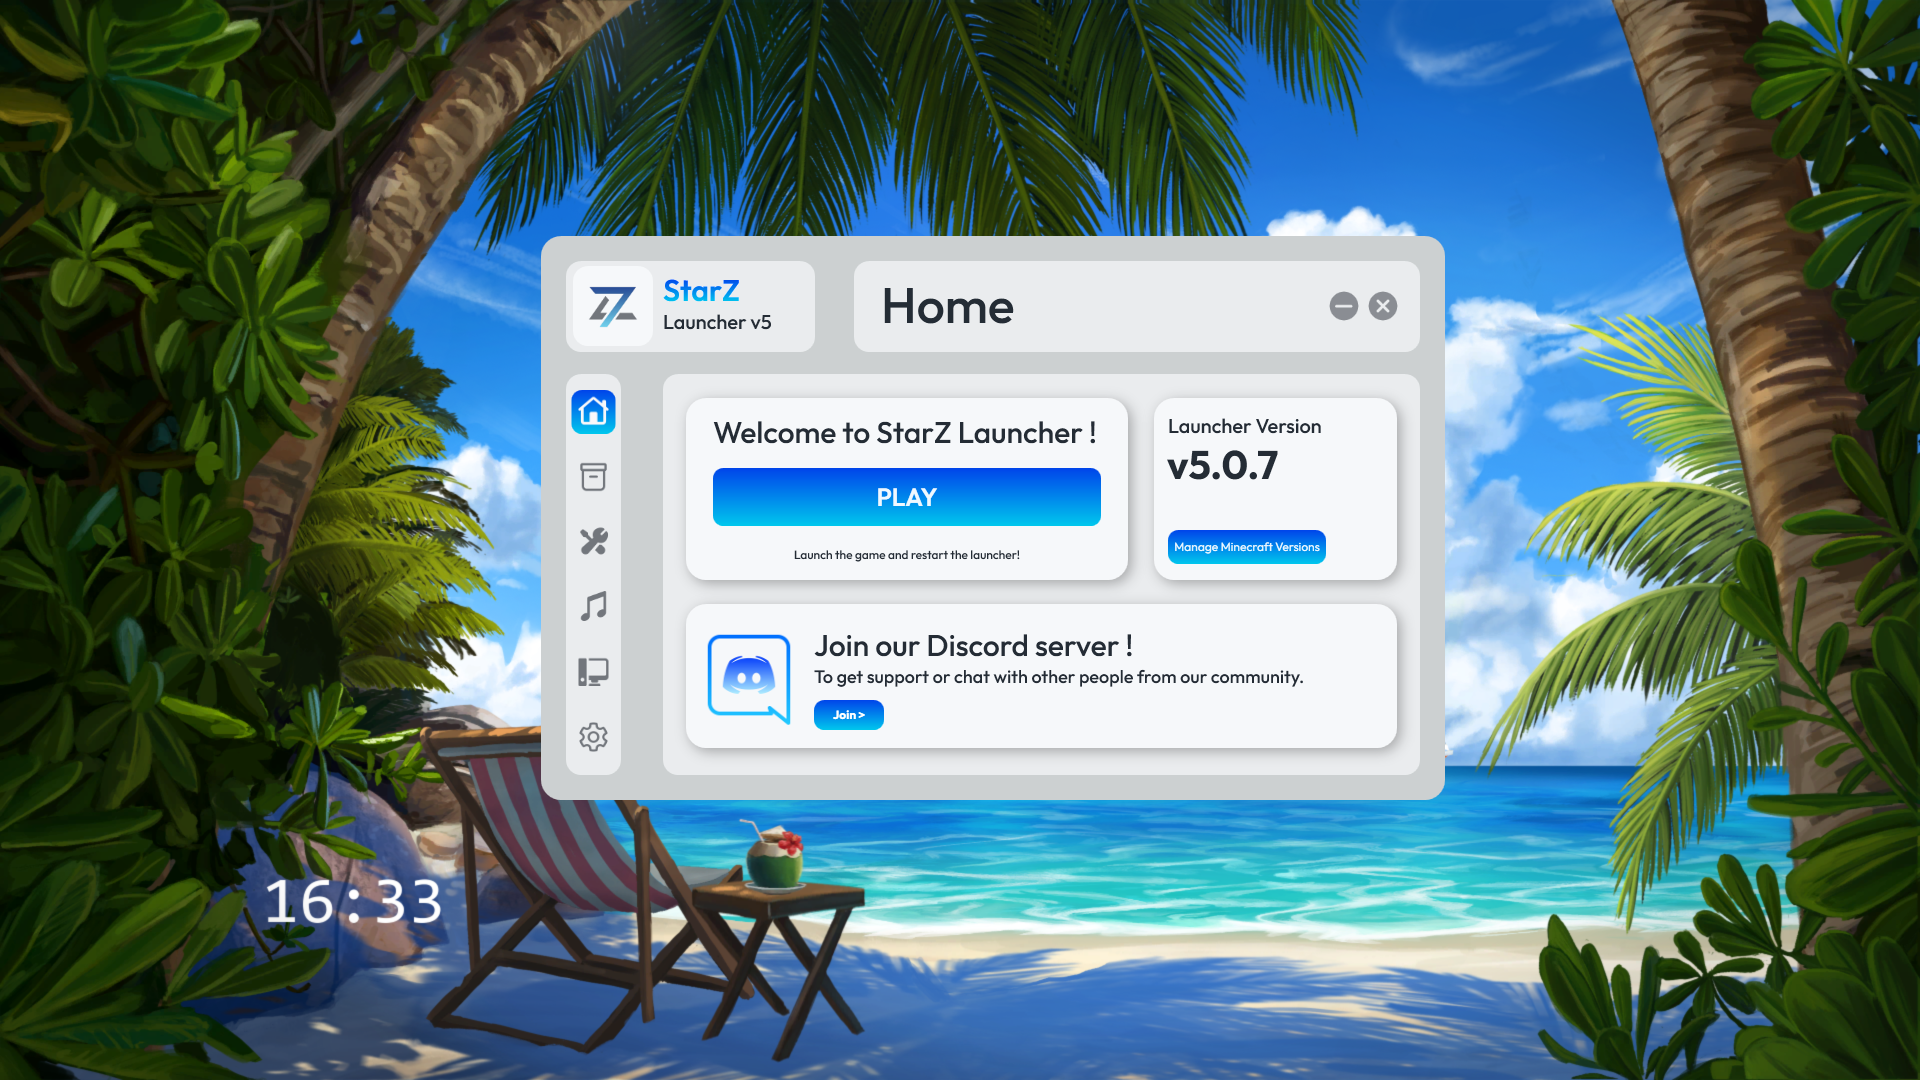 StarZ
Launcher v5
Home
Welcome to StarZ Launcher !
PLAY
Launch the game and restart the launcher!
Launcher Version
v5.0.7
Manage Minecraft Versions
Join our Discord server !
To get support or chat with other people from our community.
Join >
16:33